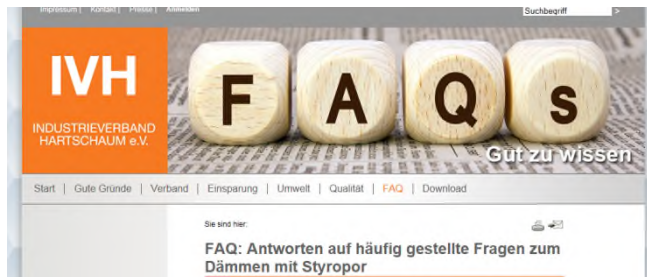 Impressum | Kontakt | Presse | Anmelden
Suchbegriff >
IVH
INDUSTRIEVERBAND
HARTSCHAUM e.V.
F A Q s
Gut zu wissen
Start | Gute Gründe | Verband | Einsparung | Umwelt | Qualität | FAQ | Download
Sie sind hier:
FAQ: Antworten auf häufig gestellte Fragen zum
Dämmen mit Styropor